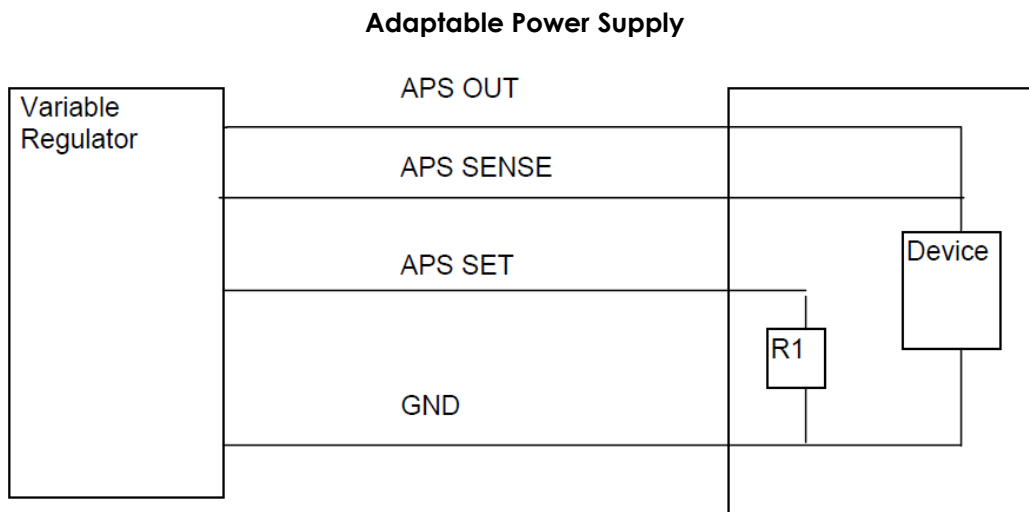 Adaptable Power Supply
APS OUT
Variable
Regulator
APS SENSE
APS SET
Device
R1
GND